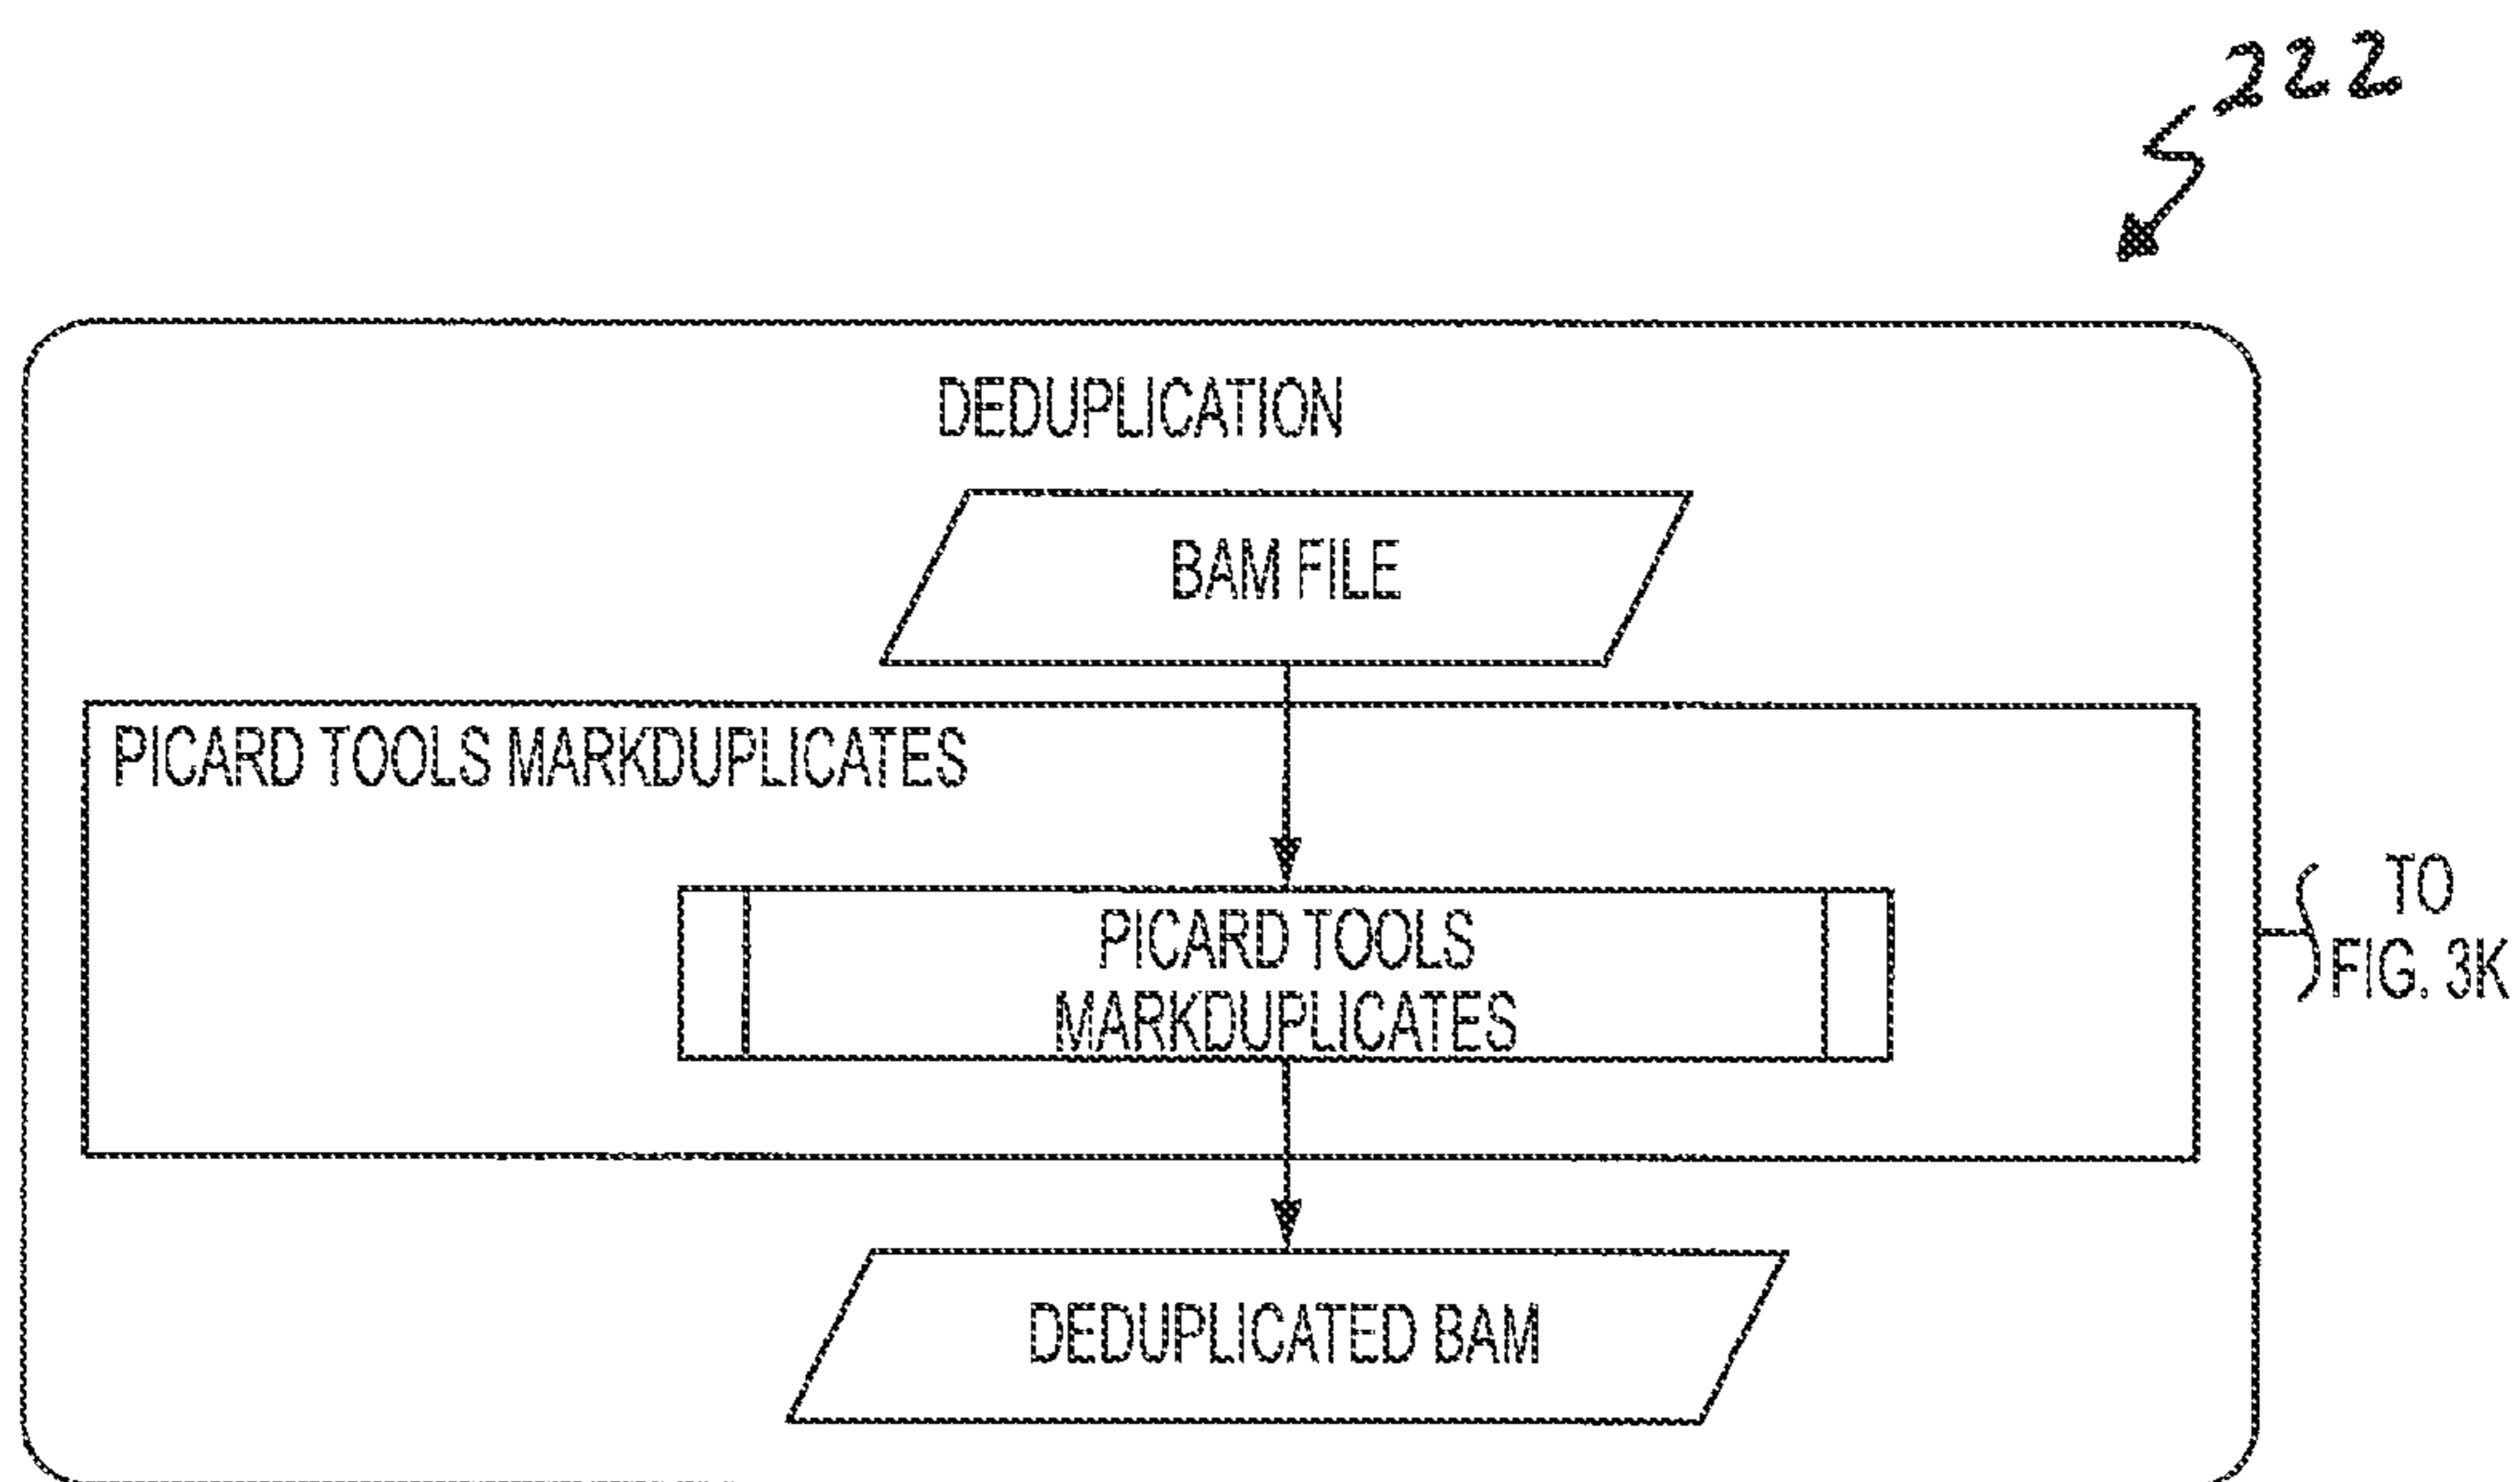 222
DEDUPLICATION
BAM FILE
PICARD TOOLS MARKDUPLICATES
PICARD TOOLS
MARKDUPLICATES
TO
FIG. 3K
DEDUPLICATED BAM